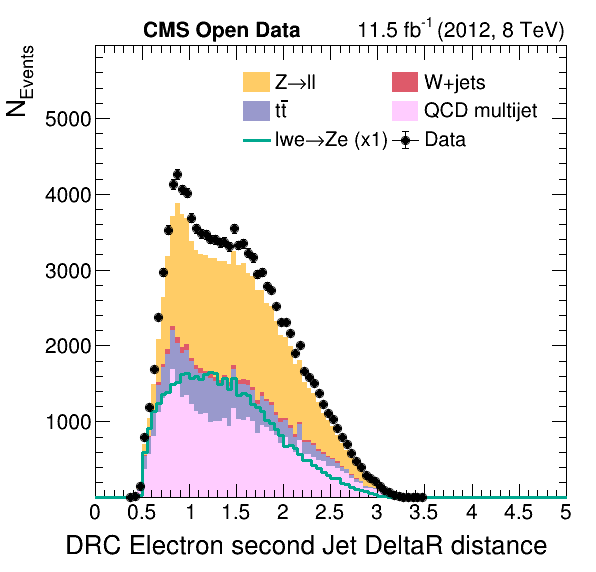 CMS Open Data 11.5 fb⁻¹ (2012, 8 TeV)
N_Events
Z→ll W+jets
tt̄ QCD multijet
lwe→Ze (x1) Data
5000
4000
3000
2000
1000
0 0.5 1 1.5 2 2.5 3 3.5 4 4.5 5
DRC Electron second Jet DeltaR distance